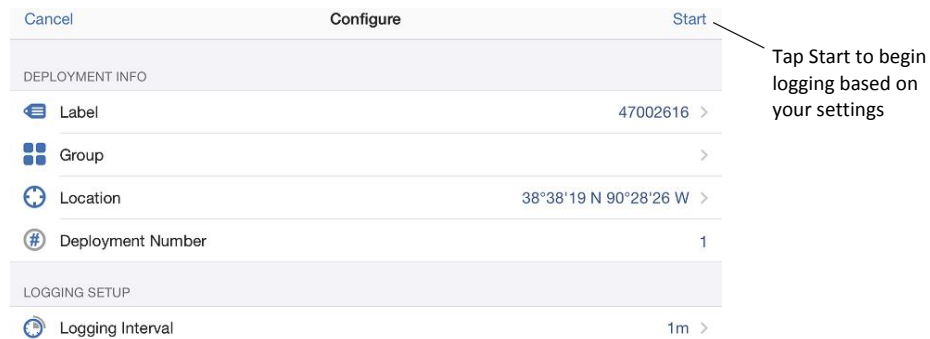 Cancel Configure Start
Tap Start to begin
logging based on
your settings
DEPLOYMENT INFO
Label 47002616 >
Group >
Location 38°38'19 N 90°28'26 W >
# Deployment Number 1
LOGGING SETUP
Logging Interval 1m >